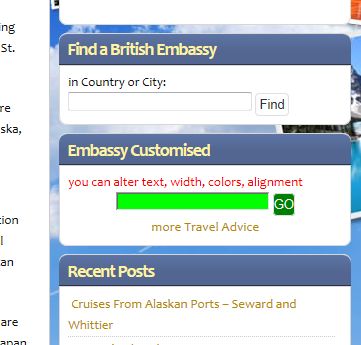 ing
St.
re
ska,
tion
l
an
are
apan
Find a British Embassy
in Country or City:
Find
Embassy Customised
you can alter text, width, colors, alignment
GO
more Travel Advice
Recent Posts
Cruises From Alaskan Ports – Seward and
Whittier